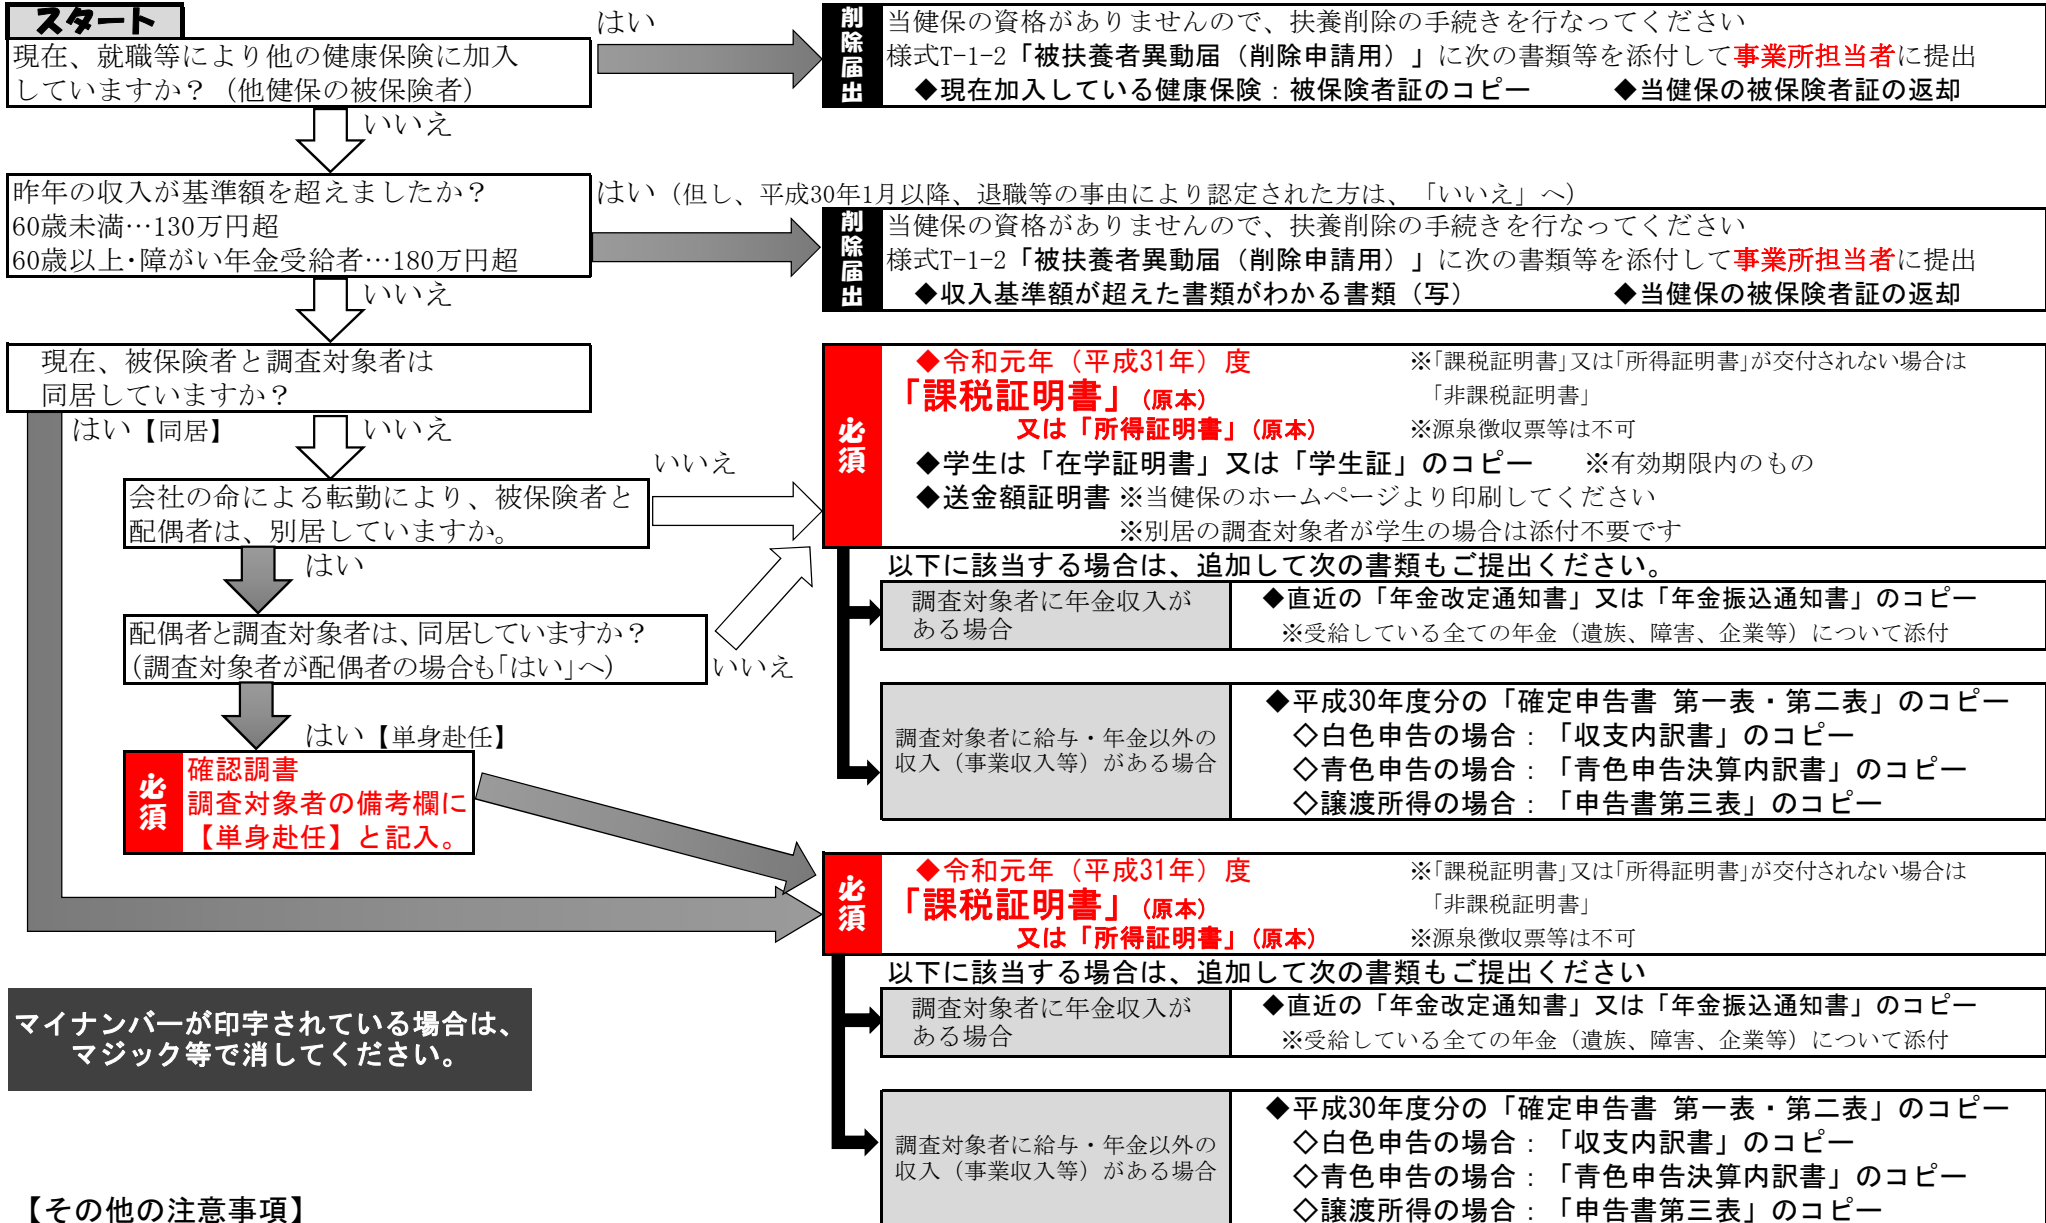 スタート
現在、就職等により他の健康保険に加入
していますか？（他健保の被保険者）
はい
削除届出
当健保の資格がありませんので、扶養削除の手続きを行なってください
様式T-1-2「被扶養者異動届（削除申請用）」に次の書類等を添付して事業所担当者に提出
◆現在加入している健康保険：被保険者証のコピー　◆当健保の被保険者証の返却
いいえ
昨年の収入が基準額を超えましたか？
60歳未満…130万円超
60歳以上・障がい年金受給者…180万円超
はい（但し、平成30年1月以降、退職等の事由により認定された方は、「いいえ」へ）
削除届出
当健保の資格がありませんので、扶養削除の手続きを行なってください
様式T-1-2「被扶養者異動届（削除申請用）」に次の書類等を添付して事業所担当者に提出
◆収入基準額が超えた書類がわかる書類（写）　◆当健保の被保険者証の返却
いいえ
現在、被保険者と調査対象者は
同居していますか？
はい【同居】
いいえ
会社の命による転勤により、被保険者と
配偶者は、別居していますか。
いいえ
はい
配偶者と調査対象者は、同居していますか？
（調査対象者が配偶者の場合も「はい」へ）
いいえ
はい【単身赴任】
必須
確認調書
調査対象者の備考欄に
【単身赴任】と記入。
必須
◆令和元年（平成31年）度
「課税証明書」（原本）
又は「所得証明書」（原本）
※「課税証明書」又は「所得証明書」が交付されない場合は
「非課税証明書」
※源泉徴収票等は不可
◆学生は「在学証明書」又は「学生証」のコピー　※有効期限内のもの
◆送金額証明書 ※当健保のホームページより印刷してください
※別居の調査対象者が学生の場合は添付不要です
以下に該当する場合は、追加して次の書類もご提出ください。
調査対象者に年金収入が
ある場合
◆直近の「年金改定通知書」又は「年金振込通知書」のコピー
※受給している全ての年金（遺族、障害、企業等）について添付
調査対象者に給与・年金以外の
収入（事業収入等）がある場合
◆平成30年度分の「確定申告書 第一表・第二表」のコピー
◇白色申告の場合：「収支内訳書」のコピー
◇青色申告の場合：「青色申告決算内訳書」のコピー
◇譲渡所得の場合：「申告書第三表」のコピー
必須
◆令和元年（平成31年）度
「課税証明書」（原本）
又は「所得証明書」（原本）
※「課税証明書」又は「所得証明書」が交付されない場合は
「非課税証明書」
※源泉徴収票等は不可
以下に該当する場合は、追加して次の書類もご提出ください
調査対象者に年金収入が
ある場合
◆直近の「年金改定通知書」又は「年金振込通知書」のコピー
※受給している全ての年金（遺族、障害、企業等）について添付
調査対象者に給与・年金以外の
収入（事業収入等）がある場合
◆平成30年度分の「確定申告書 第一表・第二表」のコピー
◇白色申告の場合：「収支内訳書」のコピー
◇青色申告の場合：「青色申告決算内訳書」のコピー
◇譲渡所得の場合：「申告書第三表」のコピー
マイナンバーが印字されている場合は、
マジック等で消してください。
【その他の注意事項】